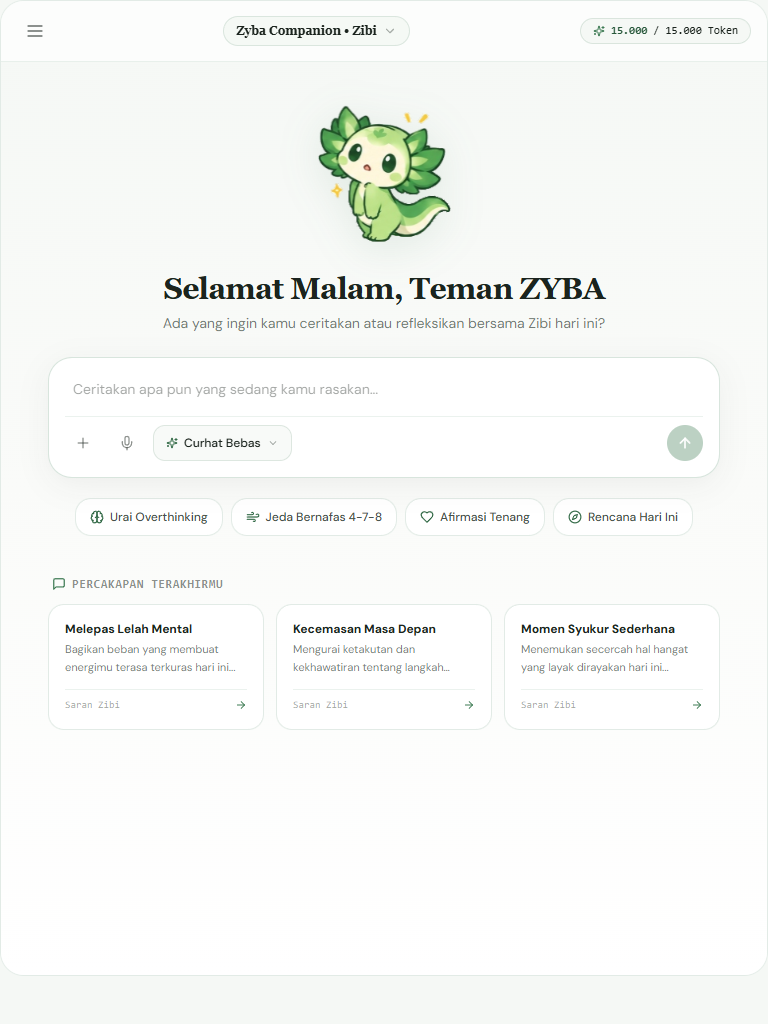 Zyba Companion • Zibi
15.000 / 15.000 Token
Selamat Malam, Teman ZYBA
Ada yang ingin kamu ceritakan atau refleksikan bersama Zibi hari ini?
Ceritakan apa pun yang sedang kamu rasakan...
Curhat Bebas
Urai Overthinking
Jeda Bernafas 4-7-8
Afirmasi Tenang
Rencana Hari Ini
PERCAKAPAN TERAKHIRMU
Melepas Lelah Mental
Bagikan beban yang membuat
energimu terasa terkuras hari ini...
Saran Zibi
Kecemasan Masa Depan
Mengurai ketakutan dan
kekhawatiran tentang langkah...
Saran Zibi
Momen Syukur Sederhana
Menemukan secercah hal hangat
yang layak dirayakan hari ini...
Saran Zibi